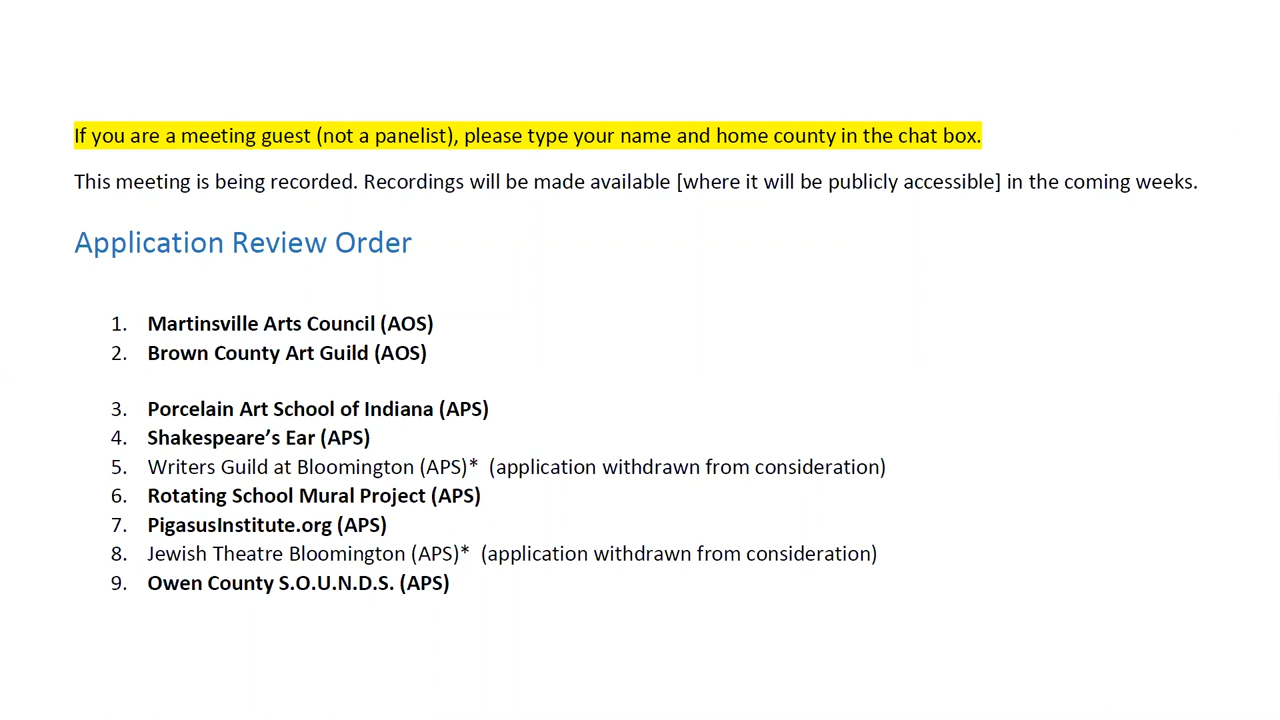 If you are a meeting guest (not a panelist), please type your name and home county in the chat box.
This meeting is being recorded. Recordings will be made available [where it will be publicly accessible] in the coming weeks.
Application Review Order
1. Martinsville Arts Council (AOS)
2. Brown County Art Guild (AOS)
3. Porcelain Art School of Indiana (APS)
4. Shakespeare’s Ear (APS)
5. Writers Guild at Bloomington (APS)* (application withdrawn from consideration)
6. Rotating School Mural Project (APS)
7. PigasusInstitute.org (APS)
8. Jewish Theatre Bloomington (APS)* (application withdrawn from consideration)
9. Owen County S.O.U.N.D.S. (APS)